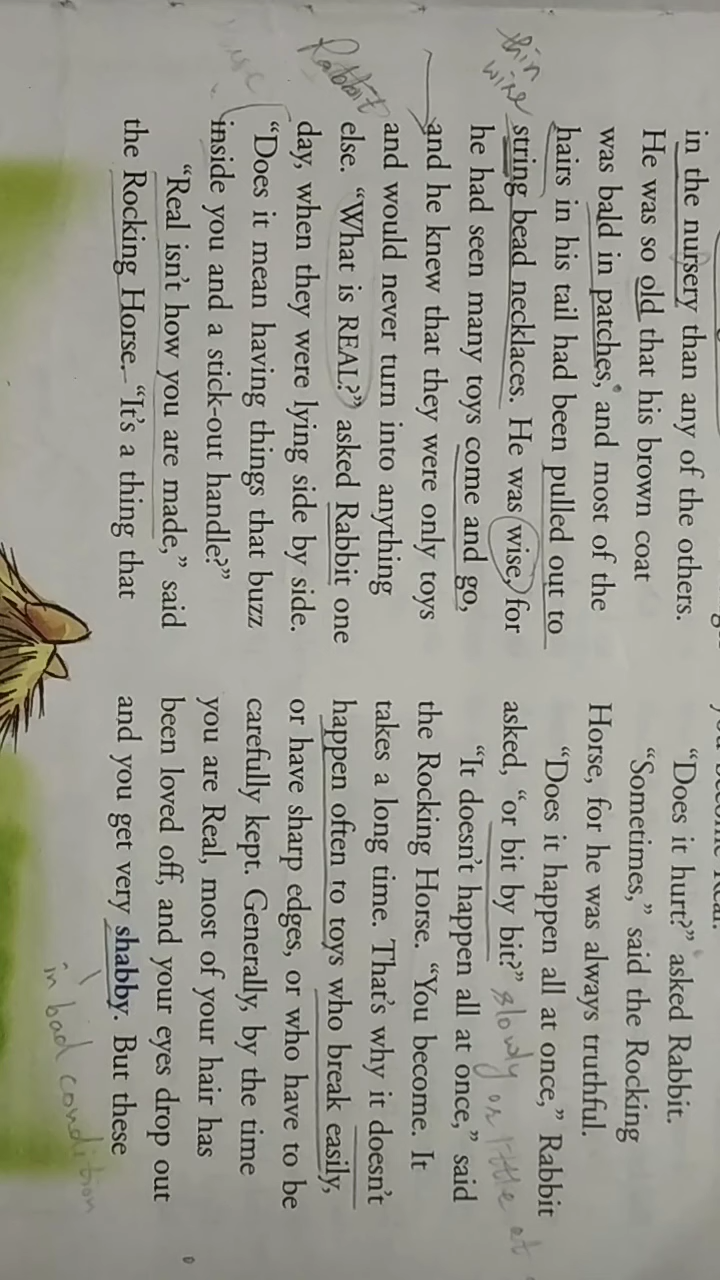 in the nursery than any of the others.
He was so old that his brown coat
was bald in patches, and most of the
hairs in his tail had been pulled out to
thin
wire
string bead necklaces. He was wise, for
he had seen many toys come and go,
and he knew that they were only toys
and would never turn into anything
Rabbit
else. "What is REAL?" asked Rabbit one
day, when they were lying side by side.
"Does it mean having things that buzz
inside you and a stick-out handle?"
"Real isn't how you are made," said
the Rocking Horse. "It's a thing that
"Does it hurt?" asked Rabbit.
"Sometimes," said the Rocking
Horse, for he was always truthful.
"Does it happen all at once," Rabbit
asked, "or bit by bit?" slowly or little at
"It doesn't happen all at once," said
the Rocking Horse. "You become. It
takes a long time. That's why it doesn't
happen often to toys who break easily,
or have sharp edges, or who have to be
carefully kept. Generally, by the time
you are Real, most of your hair has
been loved off, and your eyes drop out
and you get very shabby. But these
in bad condition